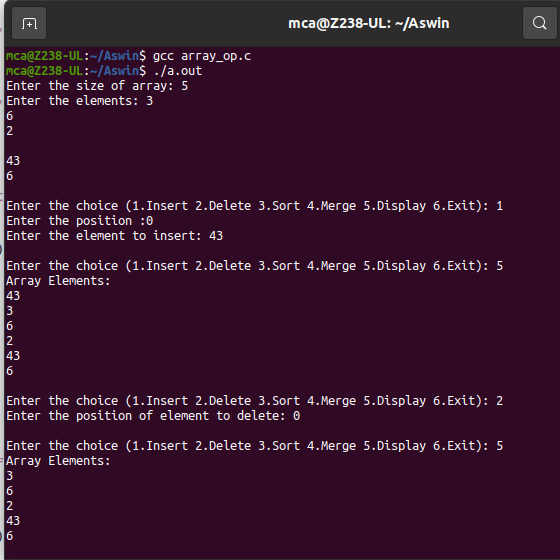 mca@Z238-UL: ~/Aswin
mca@Z238-UL:~/Aswin$ gcc array_op.c
mca@Z238-UL:~/Aswin$ ./a.out
Enter the size of array: 5
Enter the elements: 3
6
2
43
6
Enter the choice (1.Insert 2.Delete 3.Sort 4.Merge 5.Display 6.Exit): 1
Enter the position :0
Enter the element to insert: 43
Enter the choice (1.Insert 2.Delete 3.Sort 4.Merge 5.Display 6.Exit): 5
Array Elements:
43
3
6
2
43
6
Enter the choice (1.Insert 2.Delete 3.Sort 4.Merge 5.Display 6.Exit): 2
Enter the position of element to delete: 0
Enter the choice (1.Insert 2.Delete 3.Sort 4.Merge 5.Display 6.Exit): 5
Array Elements:
3
6
2
43
6